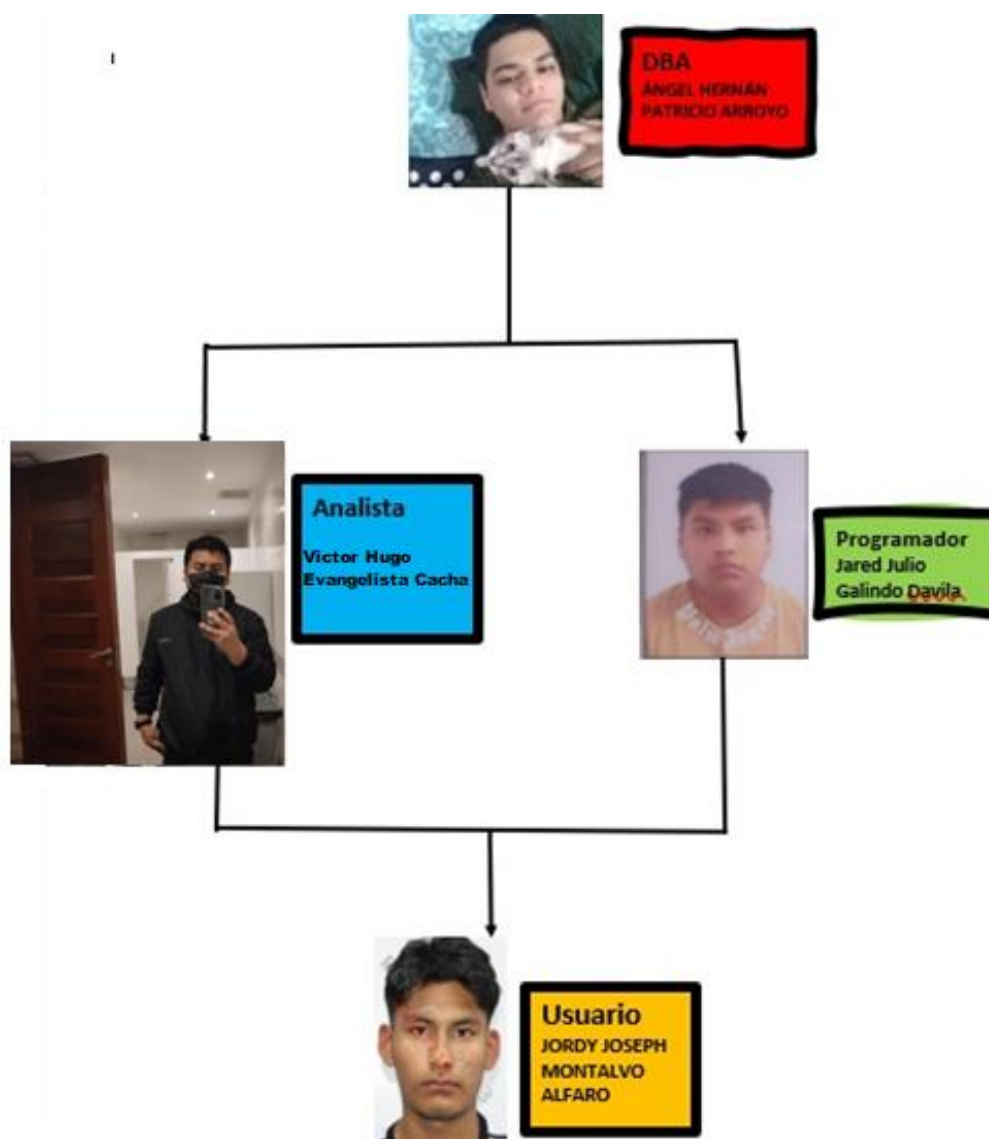 DBA
ÁNGEL HERNÁN
PATRICIO ARROYO
Analista
Victor Hugo
Evangelista Cacha
Programador
Jared Julio
Galindo Davila
Usuario
JORDY JOSEPH
MONTALVO
ALFARO